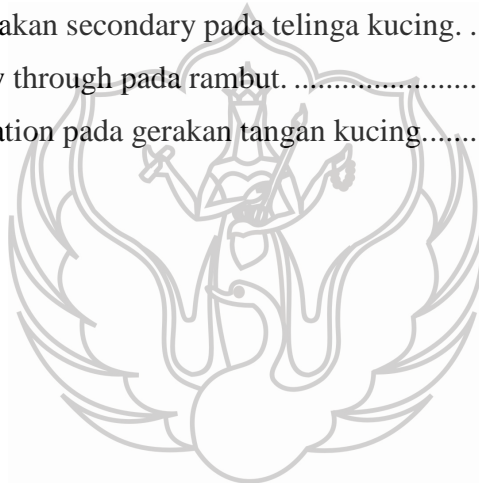 akan secondary pada telinga kucing. .
through pada rambut. .......................
ation pada gerakan tangan kucing.......